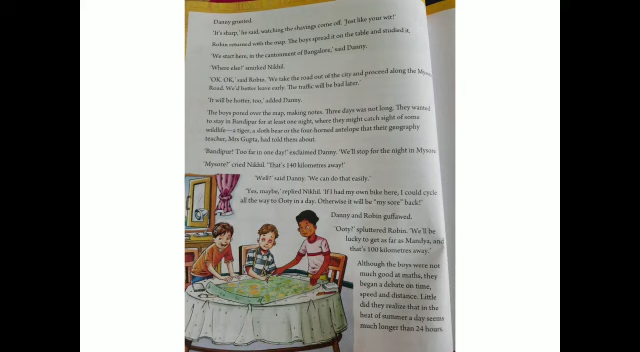 Danny grunted.
'It's sharp,' he said, watching the shavings come off. 'Just like your wit!'
Robin returned with the map. The boys spread it on the table and studied it.
'We start here, in the cantonment of Bangalore,' said Danny.
'Where else?' smirked Nikhil.
'OK, OK,' said Robin. 'We take the road out of the city and proceed along the Mysore
Road. We'd better leave early. The traffic will be bad later.'
'It will be hotter, too,' added Danny.
The boys pored over the map, making notes. Three days was not long. They wanted
to stay in Bandipur for at least one night, where they might catch sight of some
wildlife—a tiger, a sloth bear or the four-horned antelope that their geography
teacher, Mrs Gupta, had told them about.
'Bandipur! Too far in one day!' exclaimed Danny. 'We'll stop for the night in Mysore
'Mysore?' cried Nikhil. 'That's 140 kilometres away!'
'Well?' said Danny. 'We can do that easily.'
'Yes, maybe,' replied Nikhil. 'If I had my own bike here, I could cycle
all the way to Ooty in a day. Otherwise it will be "my sore" back!'
Danny and Robin guffawed.
'Ooty?' spluttered Robin. 'We'll be
lucky to get as far as Mandya, and
that's 100 kilometres away.'
Although the boys were not
much good at maths, they
began a debate on time,
speed and distance. Little
did they realize that in the
heat of summer a day seems
much longer than 24 hours.